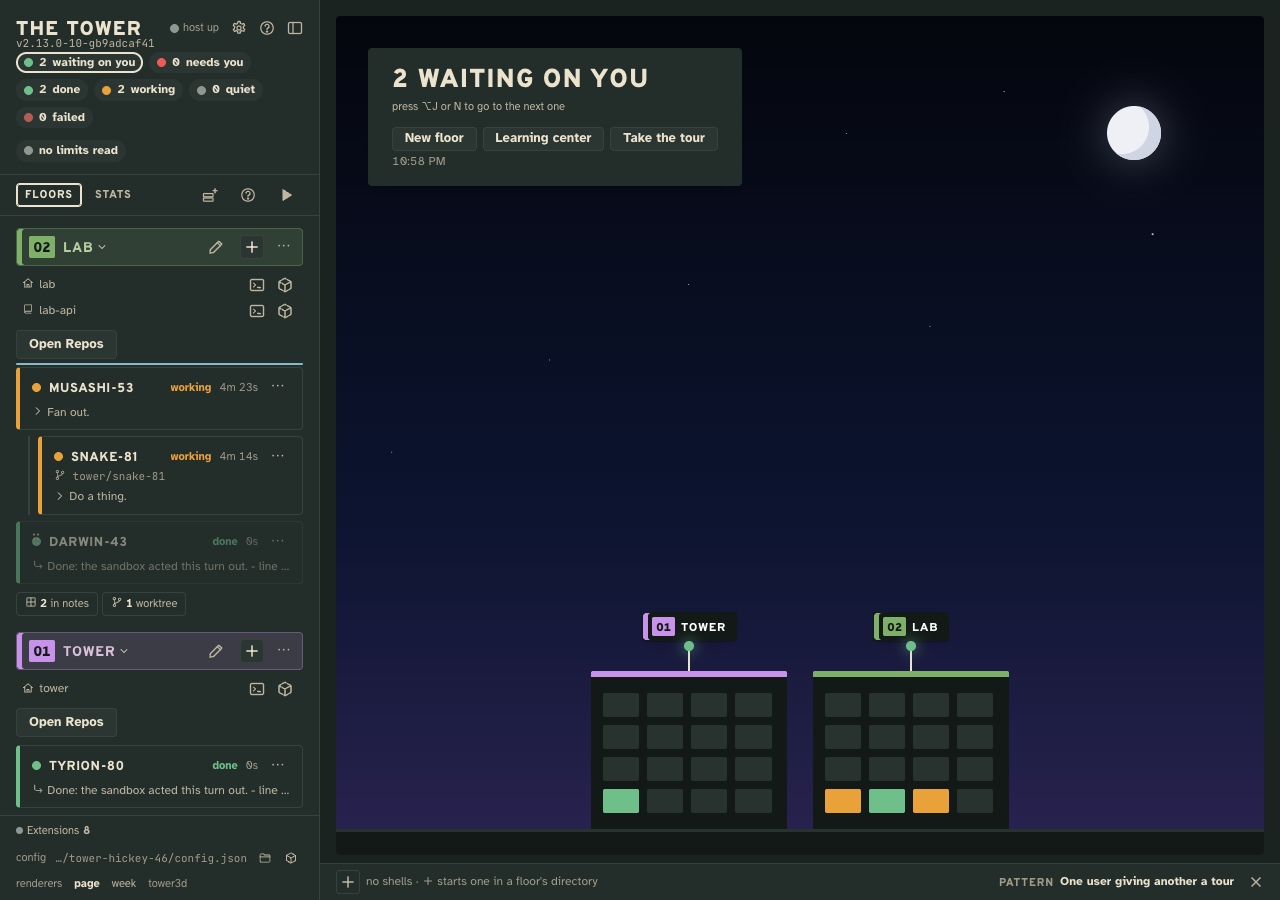 THE TOWER
host up
v2.13.0-10-gb9adcaf41
2 waiting on you
0 needs you
2 done
2 working
0 quiet
0 failed
no limits read
FLOORS
STATS
02 LAB
lab
lab-api
Open Repos
MUSASHI-53 working 4m 23s ...
Fan out.
SNAKE-81 working 4m 14s ...
tower/snake-81
Do a thing.
DARWIN-43 done 0s ...
Done: the sandbox acted this turn out. - line ...
2 in notes
1 worktree
01 TOWER
tower
Open Repos
TYRION-80 done 0s ...
Done: the sandbox acted this turn out. - line ...
Extensions 8
config …/tower-hickey-46/config.json
renderers page week tower3d
2 WAITING ON YOU
press ⌥J or N to go to the next one
New floor
Learning center
Take the tour
10:58 PM
01 TOWER
02 LAB
no shells · + starts one in a floor's directory
PATTERN One user giving another a tour